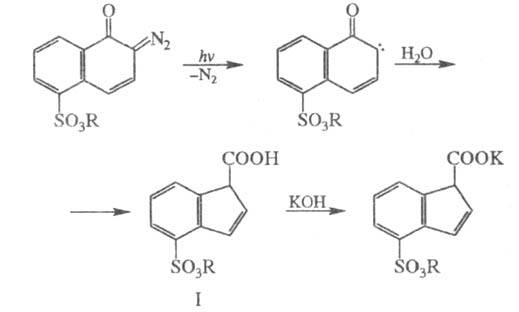 O
N₂
hν
–N₂
SO₃R
O
:
H₂O
SO₃R
COOH
SO₃R
I
KOH
COOK
SO₃R